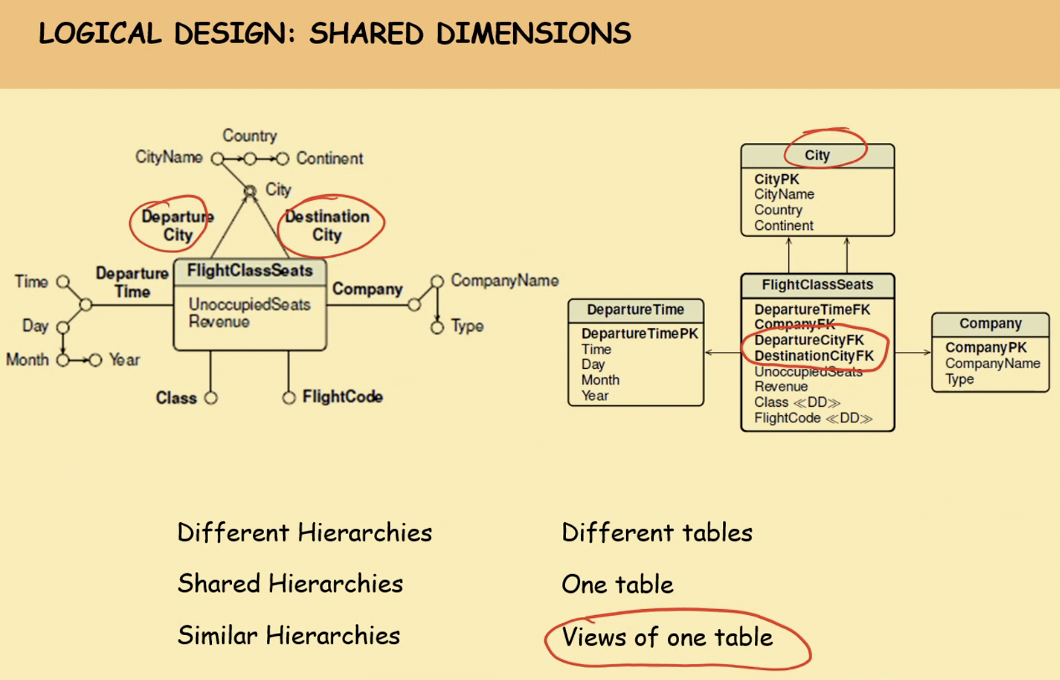 LOGICAL DESIGN: SHARED DIMENSIONS
Country
CityName
Continent
City
Departure
City
Destination
City
Time
Departure
Time
Day
Month
Year
FlightClassSeats
UnoccupiedSeats
Revenue
Company
CompanyName
Type
Class
FlightCode
City
CityPK
CityName
Country
Continent
DepartureTime
DepartureTimePK
Time
Day
Month
Year
FlightClassSeats
DepartureTimeFK
CompanyFK
DepartureCityFK
DestinationCityFK
UnoccupiedSeats
Revenue
Class ≪DD≫
FlightCode ≪DD≫
Company
CompanyPK
CompanyName
Type
Different Hierarchies
Different tables
Shared Hierarchies
One table
Similar Hierarchies
Views of one table